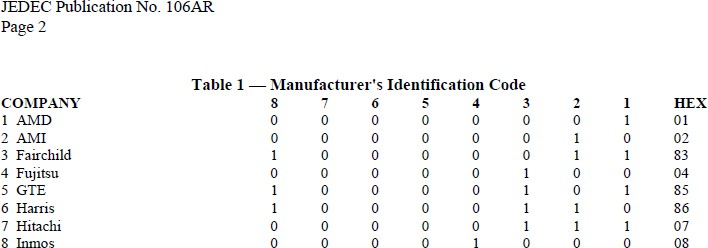 JEDEC Publication No. 106AR
Page 2
Table 1 — Manufacturer's Identification Code
COMPANY 8 7 6 5 4 3 2 1 HEX
1 AMD 0 0 0 0 0 0 0 1 01
2 AMI 0 0 0 0 0 0 1 0 02
3 Fairchild 1 0 0 0 0 0 1 1 83
4 Fujitsu 0 0 0 0 0 1 0 0 04
5 GTE 1 0 0 0 0 1 0 1 85
6 Harris 1 0 0 0 0 1 1 0 86
7 Hitachi 0 0 0 0 0 1 1 1 07
8 Inmos 0 0 0 0 1 0 0 0 08